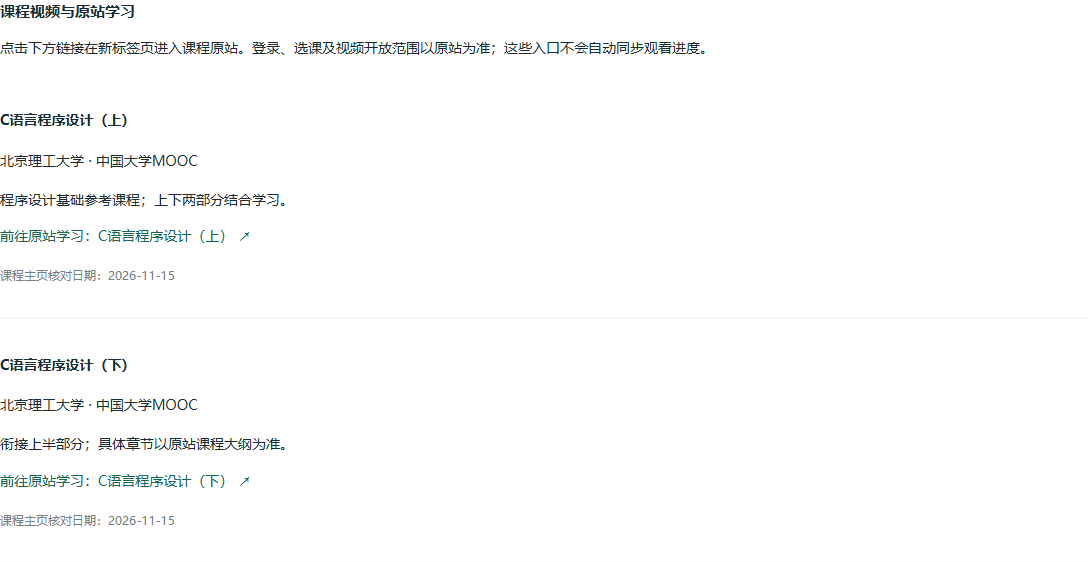 课程视频与原站学习
点击下方链接在新标签页进入课程原站。登录、选课及视频开放范围以原站为准；这些入口不会自动同步观看进度。
C语言程序设计（上）
北京理工大学 · 中国大学MOOC
程序设计基础参考课程；上下两部分结合学习。
前往原站学习：C语言程序设计（上） ↗
课程主页核对日期：2026-11-15
C语言程序设计（下）
北京理工大学 · 中国大学MOOC
衔接上半部分；具体章节以原站课程大纲为准。
前往原站学习：C语言程序设计（下） ↗
课程主页核对日期：2026-11-15